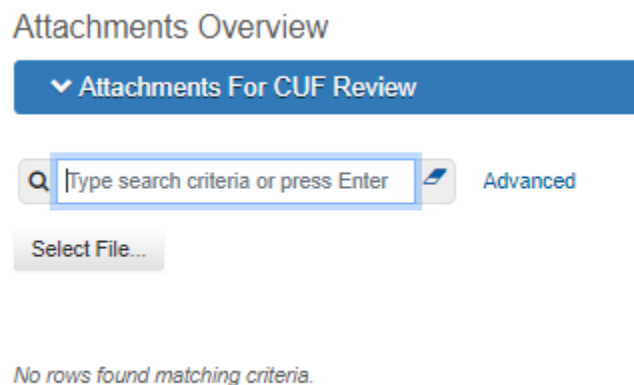 Attachments Overview
Attachments For CUF Review
Type search criteria or press Enter
Advanced
Select File...
No rows found matching criteria.